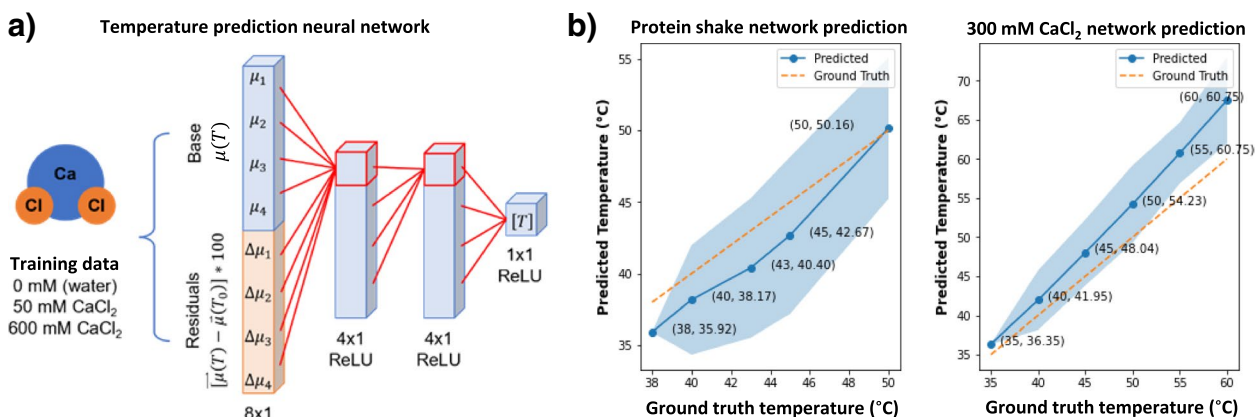 a)
Temperature prediction neural network
Ca
Cl
Cl
Training data
0 mM (water)
50 mM CaCl₂
600 mM CaCl₂
Base
μ(T)
Residuals
[μ(T) − μ(T₀)] * 100
μ₁
μ₂
μ₃
μ₄
Δμ₁
Δμ₂
Δμ₃
Δμ₄
8x1
4x1
ReLU
4x1
ReLU
[T]
1x1
ReLU
b)
Protein shake network prediction
Predicted Temperature (°C)
55
50
45
40
35
Predicted
Ground Truth
(50, 50.16)
(45, 42.67)
(43, 40.40)
(40, 38.17)
(38, 35.92)
38 40 42 44 46 48 50
Ground truth temperature (°C)
300 mM CaCl₂ network prediction
Predicted Temperature (°C)
70
65
60
55
50
45
40
35
Predicted
Ground Truth
(60, 60.75)
(55, 60.75)
(50, 54.23)
(45, 48.04)
(40, 41.95)
(35, 36.35)
35 40 45 50 55 60
Ground truth temperature (°C)